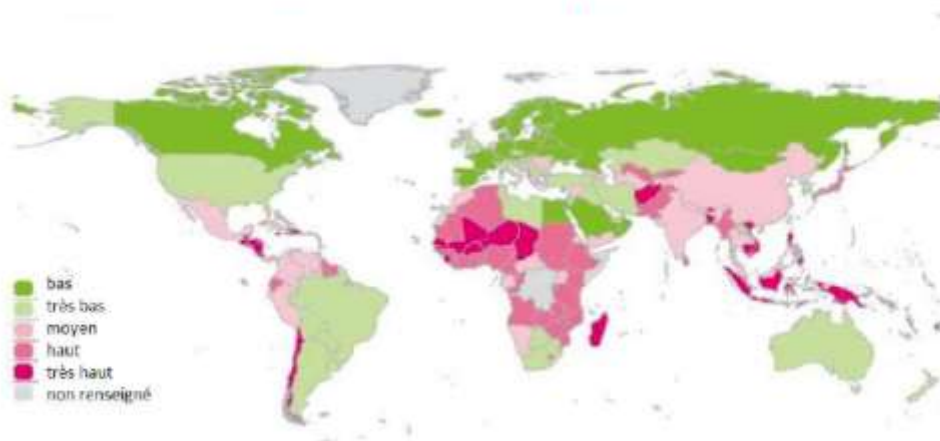 bas
très bas
moyen
haut
très haut
non renseigné